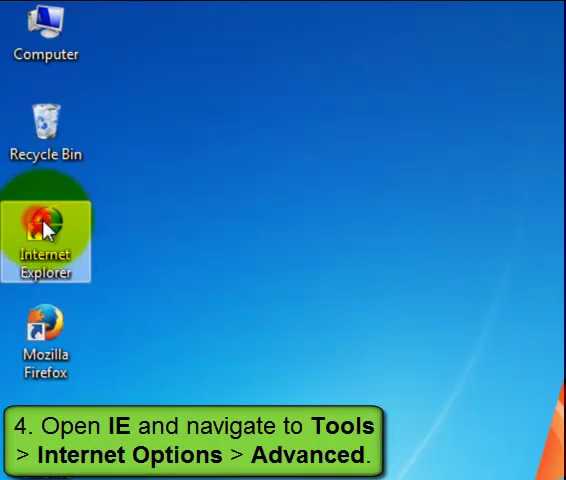 Computer
Recycle Bin
Internet
Explorer
Mozilla
Firefox
4. Open IE and navigate to Tools
> Internet Options > Advanced.